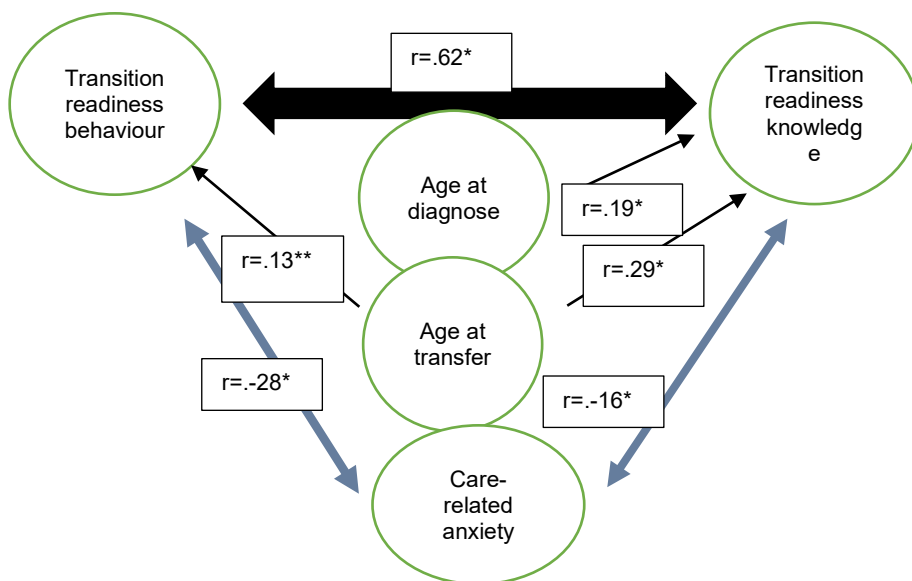 r=.62*
Transition
readiness
behaviour
Transition
readiness
knowledg
e
Age at
diagnose
r=.19*
r=.13**
r=.29*
Age at
transfer
r=.-28*
r=.-16*
Care-
related
anxiety